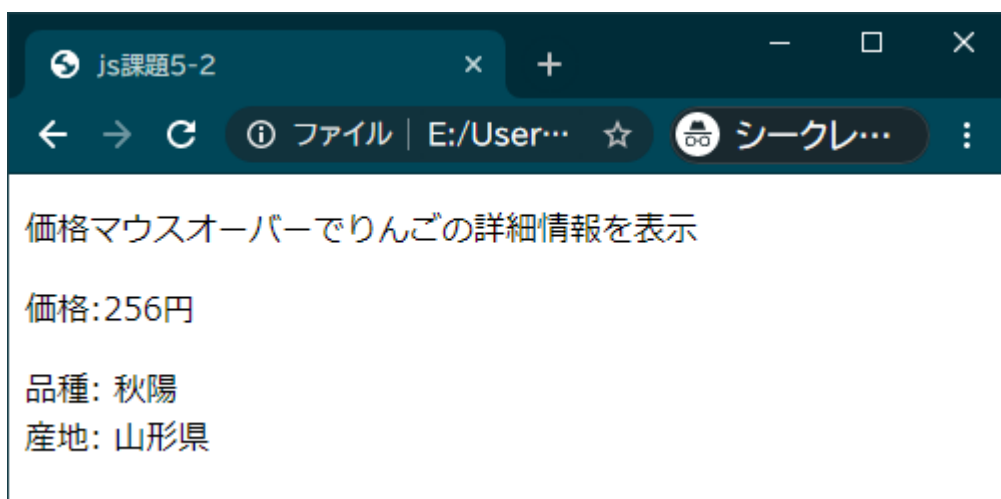 js課題5-2
ファイル E:/User… シークレ…
価格マウスオーバーでりんごの詳細情報を表示
価格:256円
品種: 秋陽
産地: 山形県